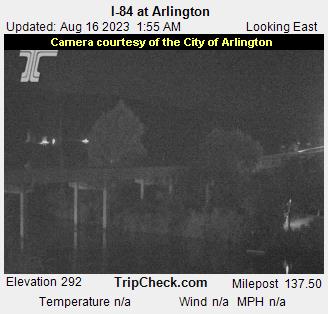 I-84 at Arlington
Updated: Aug 16 2023 1:55 AM Looking East
Camera courtesy of the City of Arlington
Elevation 292 TripCheck.com Milepost 137.50
Temperature n/a Wind n/a MPH n/a